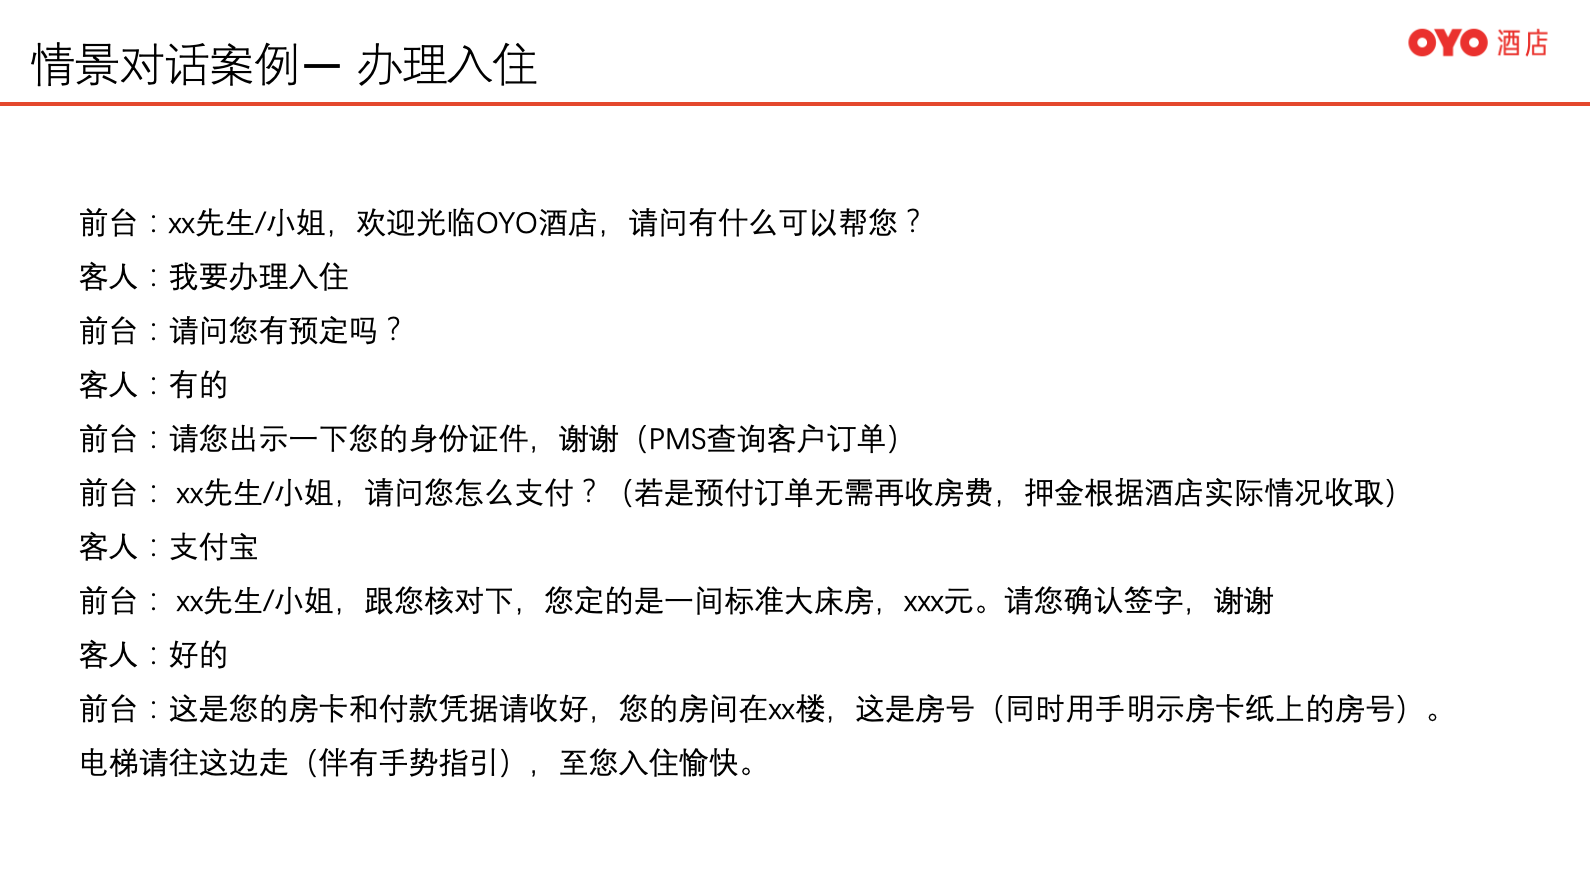 情景对话案例— 办理入住
OYO 酒店
前台：xx先生/小姐，欢迎光临OYO酒店，请问有什么可以帮您？
客人：我要办理入住
前台：请问您有预定吗？
客人：有的
前台：请您出示一下您的身份证件，谢谢（PMS查询客户订单）
前台： xx先生/小姐，请问您怎么支付？（若是预付订单无需再收房费，押金根据酒店实际情况收取）
客人：支付宝
前台： xx先生/小姐，跟您核对下，您定的是一间标准大床房，xxx元。请您确认签字，谢谢
客人：好的
前台：这是您的房卡和付款凭据请收好，您的房间在xx楼，这是房号（同时用手明示房卡纸上的房号）。
电梯请往这边走（伴有手势指引），至您入住愉快。